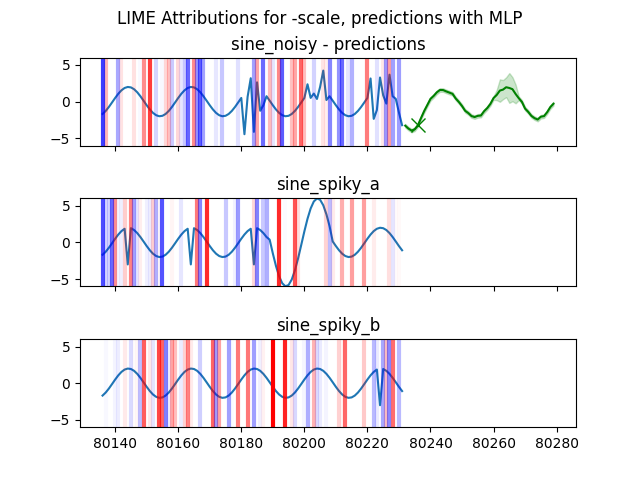 LIME Attributions for -scale, predictions with MLP
sine_noisy - predictions
5
0
−5
sine_spiky_a
5
0
−5
sine_spiky_b
5
0
−5
80140 80160 80180 80200 80220 80240 80260 80280